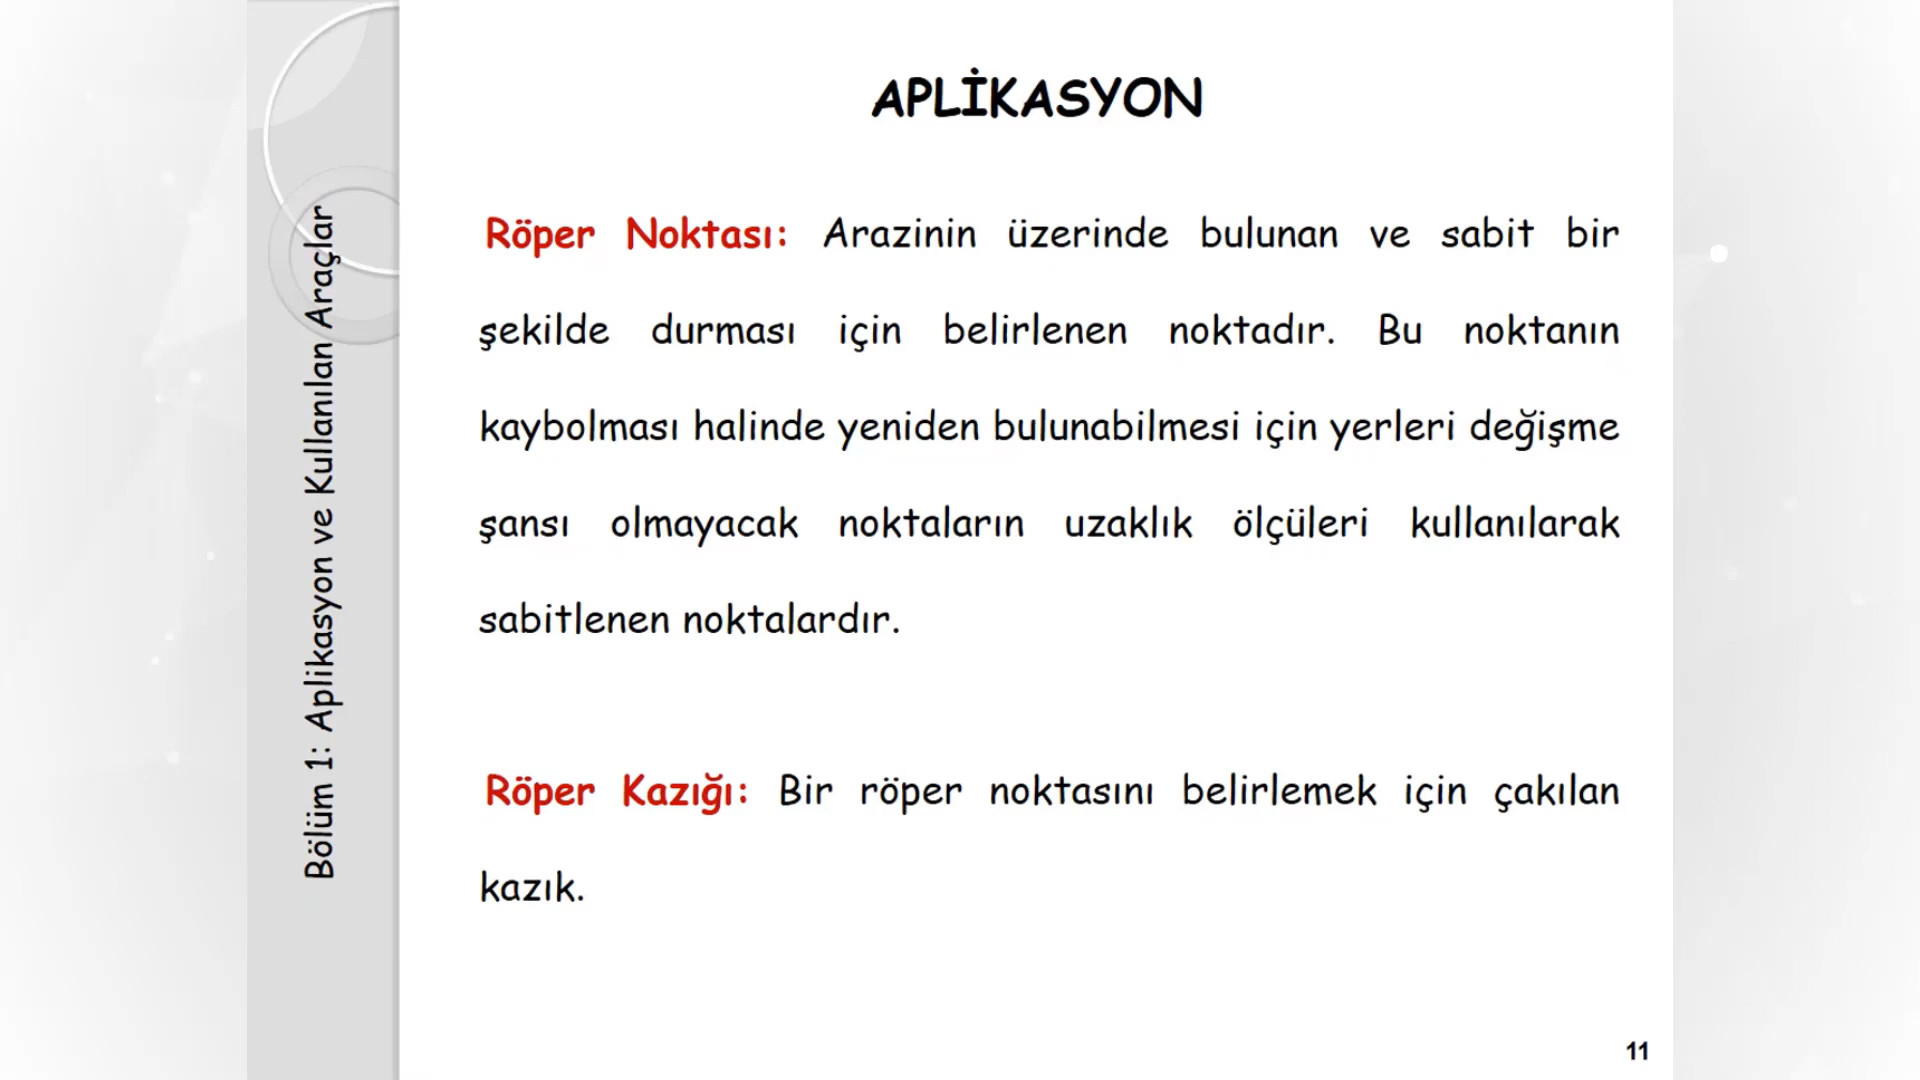 APLİKASYON
Röper Noktası: Arazinin üzerinde bulunan ve sabit bir
şekilde durması için belirlenen noktadır. Bu noktanın
kaybolması halinde yeniden bulunabilmesi için yerleri değişme
şansı olmayacak noktaların uzaklık ölçüleri kullanılarak
sabitlenen noktalardır.
Röper Kazığı: Bir röper noktasını belirlemek için çakılan
kazık.
Bölüm 1: Aplikasyon ve Kullanılan Araçlar
11